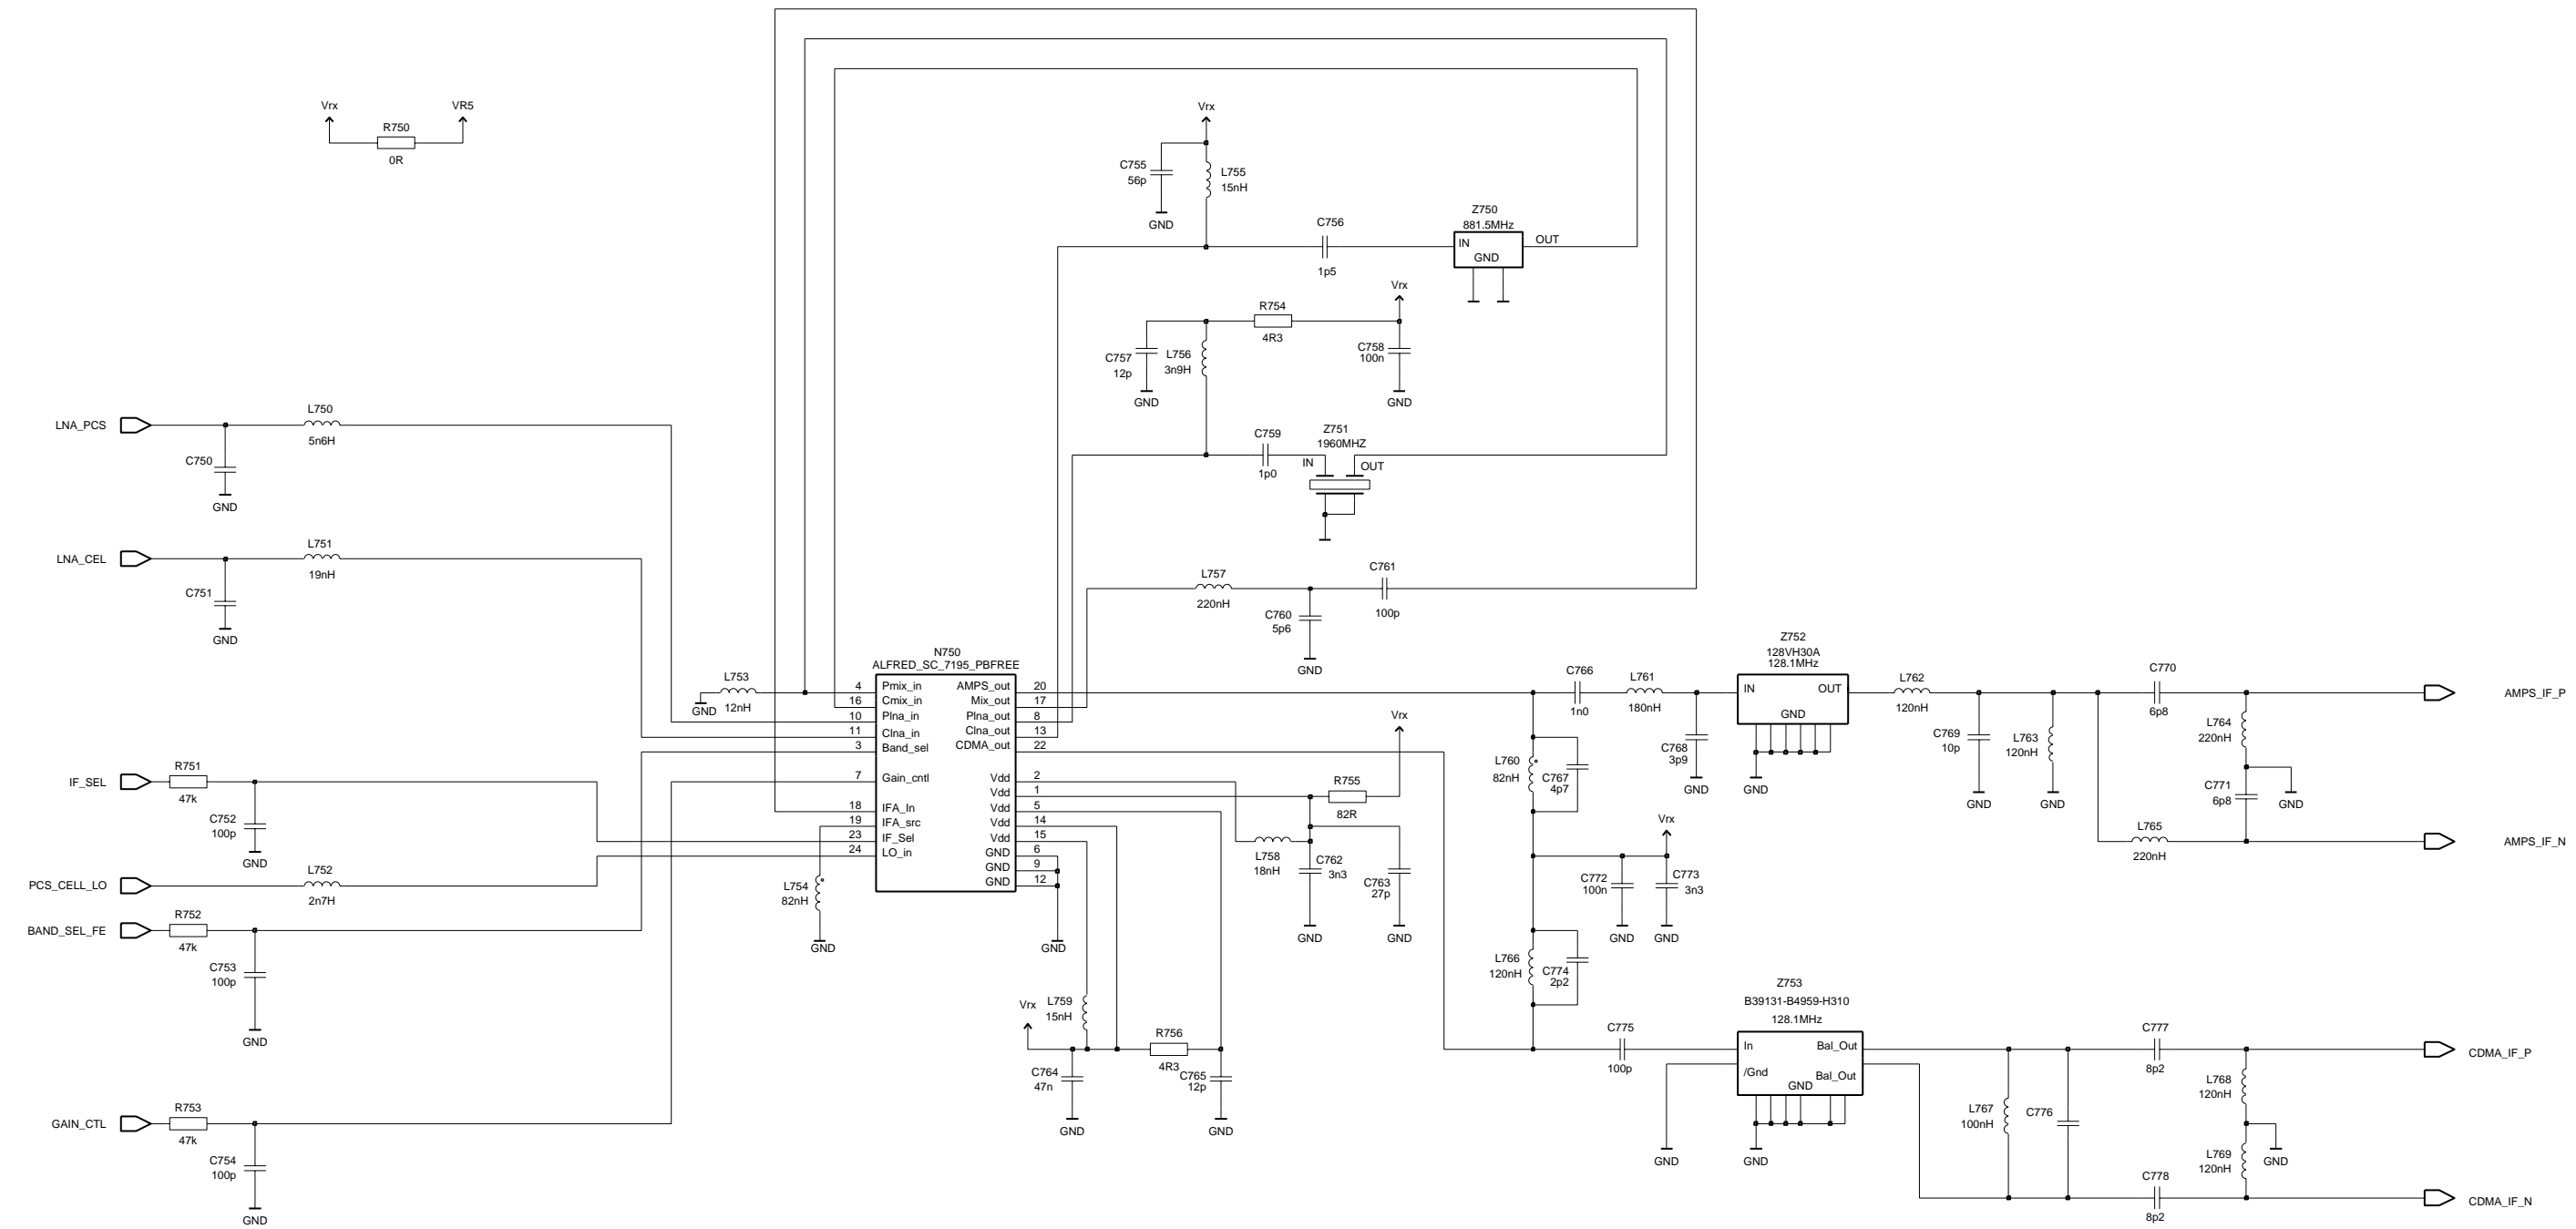 Vrx
VR5
R750
0R
Vrx
C755
56p
L755
15nH
GND
C756
1p5
Z750
881.5MHz
IN
OUT
GND
Vrx
R754
4R3
C757
12p
L756
3n9H
C758
100n
GND
GND
LNA_PCS
L750
5n6H
C750
GND
C759
1p0
Z751
1960MHZ
IN
OUT
LNA_CEL
L751
19nH
C751
GND
L757
220nH
C761
100p
C760
5p6
GND
N750
ALFRED_SC_7195_PBFREE
L753
12nH
GND
4 Pmix_in AMPS_out 20
16 Cmix_in Mix_out 17
10 Plna_in Plna_out 8
11 Clna_in Clna_out 13
3 Band_sel CDMA_out 22
7 Gain_cntl Vdd 2
Vdd 1
18 IFA_In Vdd 5
19 IFA_src Vdd 14
23 IF_Sel Vdd 15
24 LO_in GND 6
GND 9
GND 12
GND
IF_SEL
R751
47k
C752
100p
GND
PCS_CELL_LO
L752
2n7H
L754
82nH
GND
BAND_SEL_FE
R752
47k
C753
100p
GND
GAIN_CTL
R753
47k
C754
100p
GND
Vrx
R755
82R
L758
18nH
C762
3n3
C763
27p
GND
GND
Vrx
L759
15nH
R756
4R3
C764
47n
C765
12p
GND
GND
C766
1n0
L761
180nH
L760
82nH
C767
4p7
C768
3p9
GND
Z752
128VH30A
128.1MHz
IN
OUT
GND
GND
L762
120nH
C769
10p
L763
120nH
GND
GND
C770
6p8
L764
220nH
C771
6p8
GND
L765
220nH
AMPS_IF_P
AMPS_IF_N
Vrx
C772
100n
C773
3n3
GND
GND
L766
120nH
C774
2p2
C775
100p
Z753
B39131-B4959-H310
128.1MHz
In
Bal_Out
/Gnd
Bal_Out
GND
GND
GND
L767
100nH
C776
C777
8p2
L768
120nH
L769
120nH
GND
C778
8p2
CDMA_IF_P
CDMA_IF_N